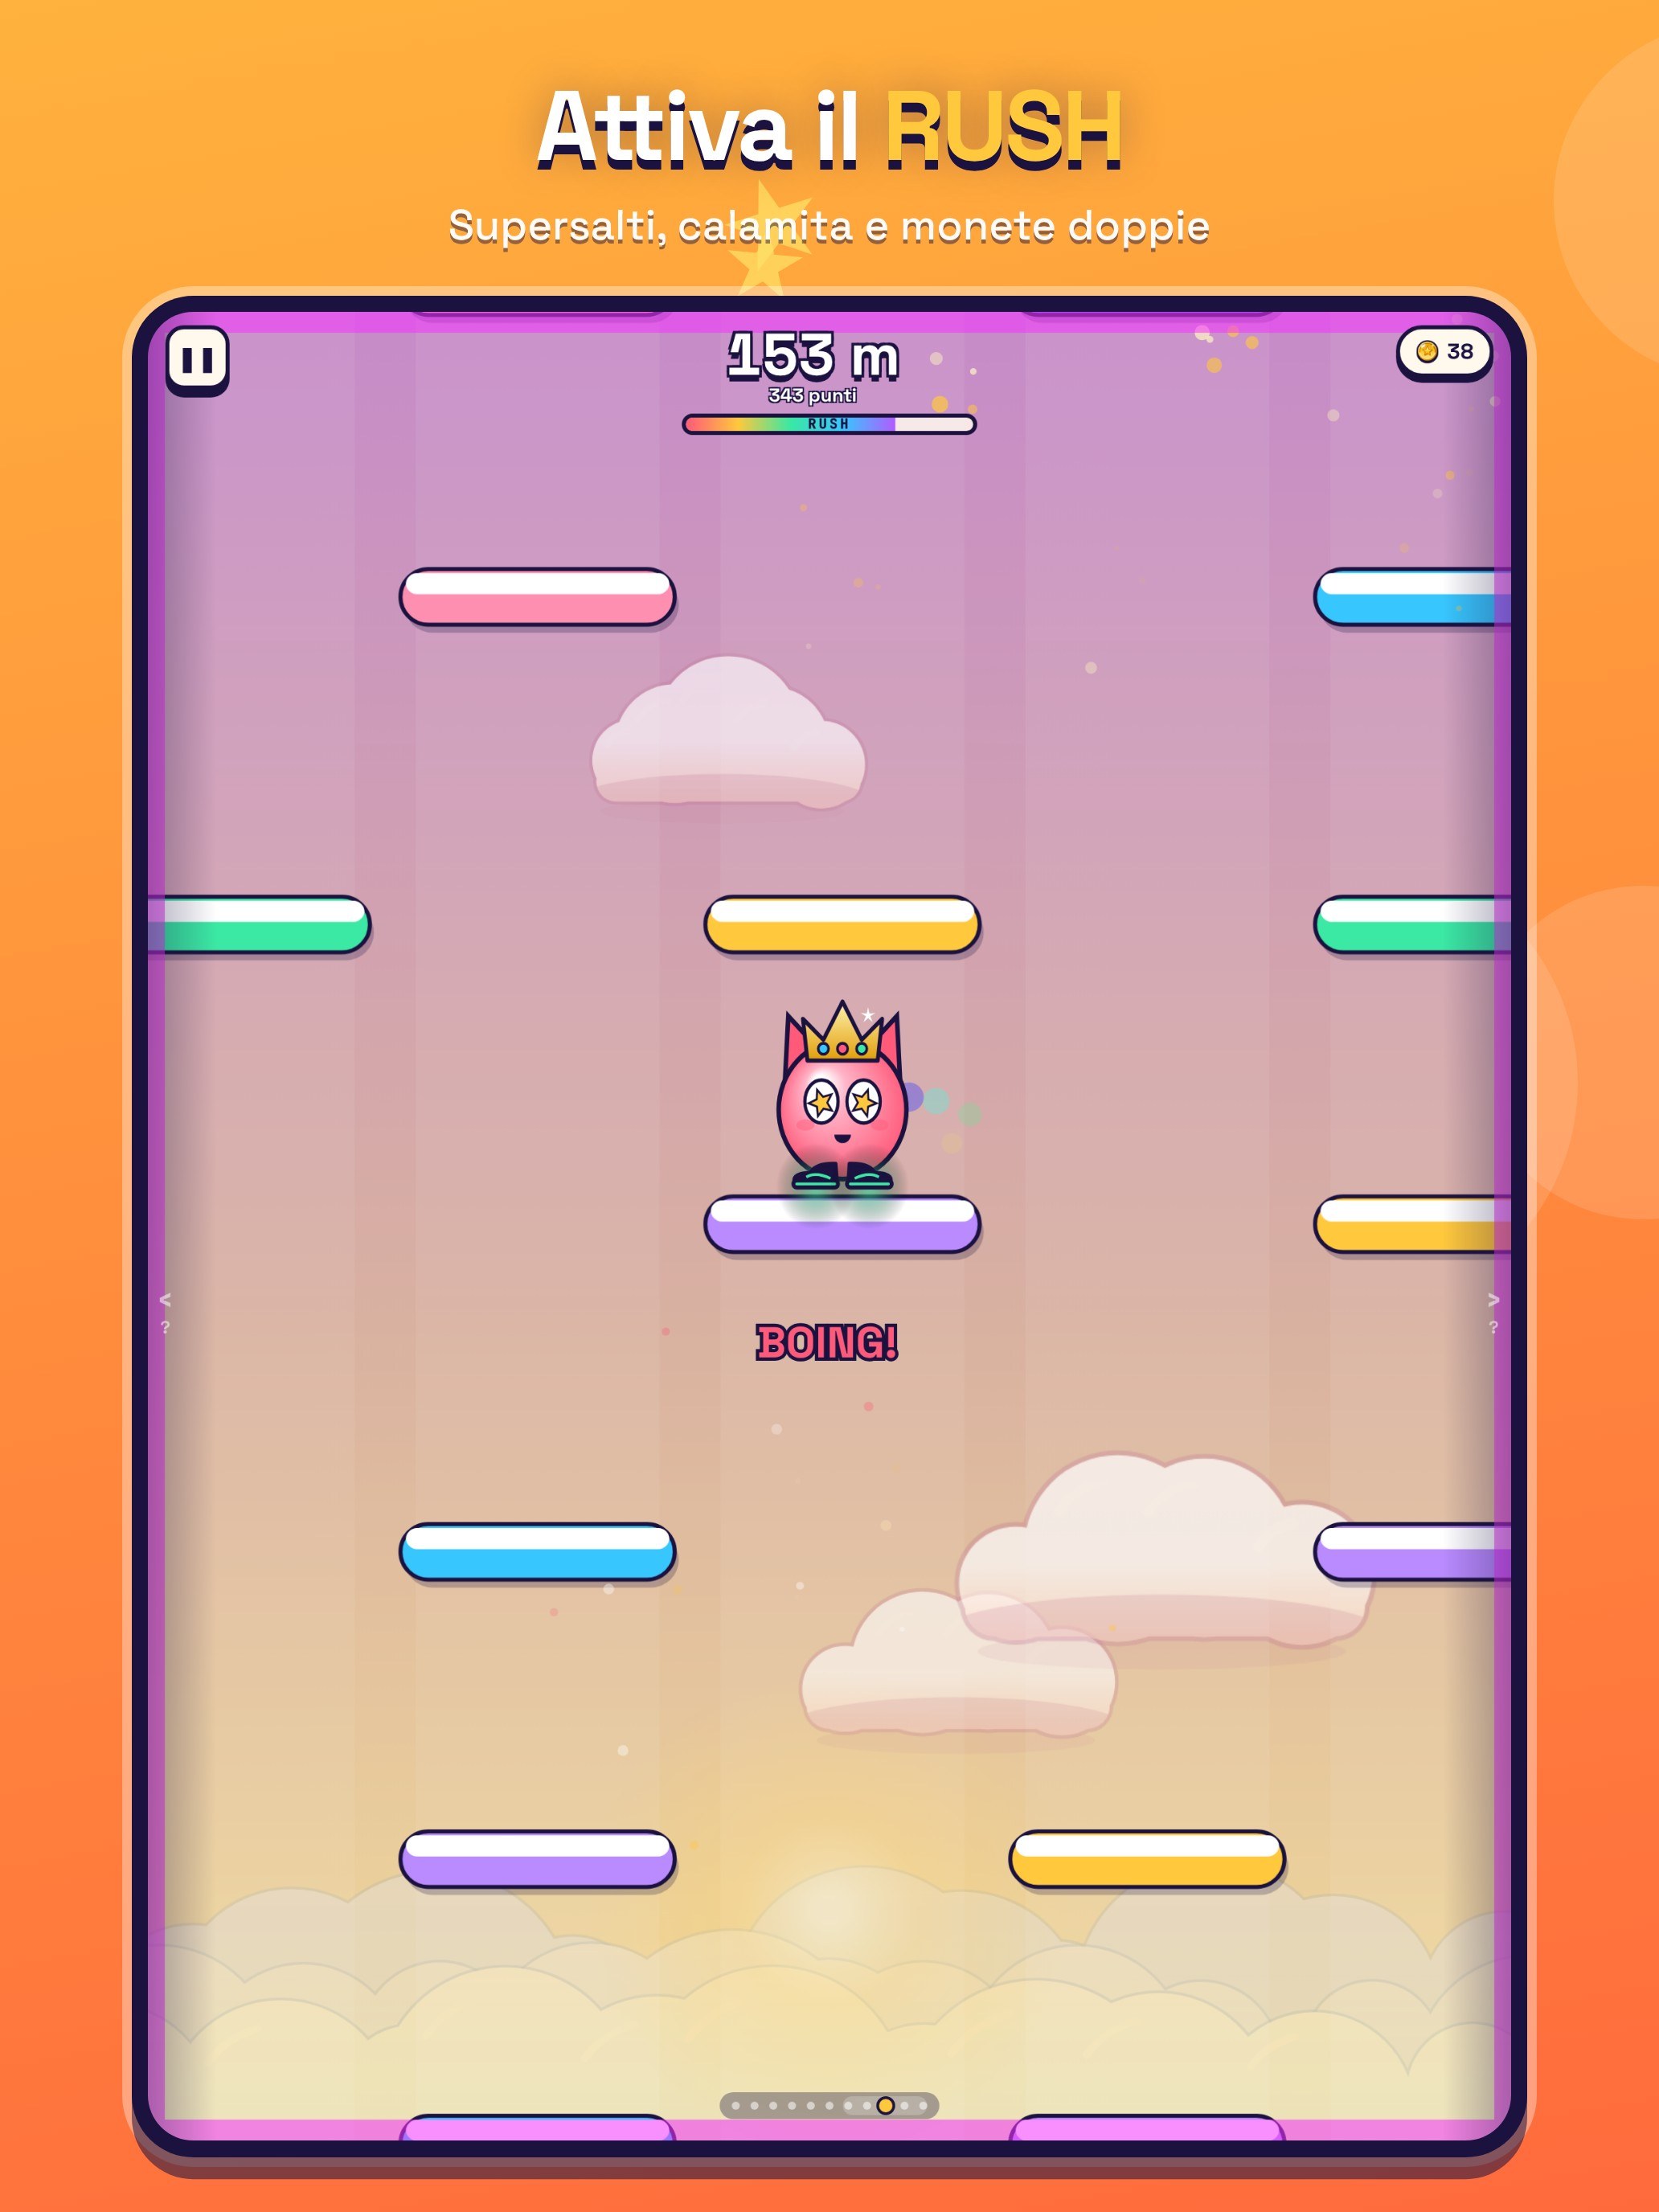 Attiva il RUSH
Supersalti, calamita e monete doppie
153 m
38
343 punti
RUSH
< >
? ?
BOING!